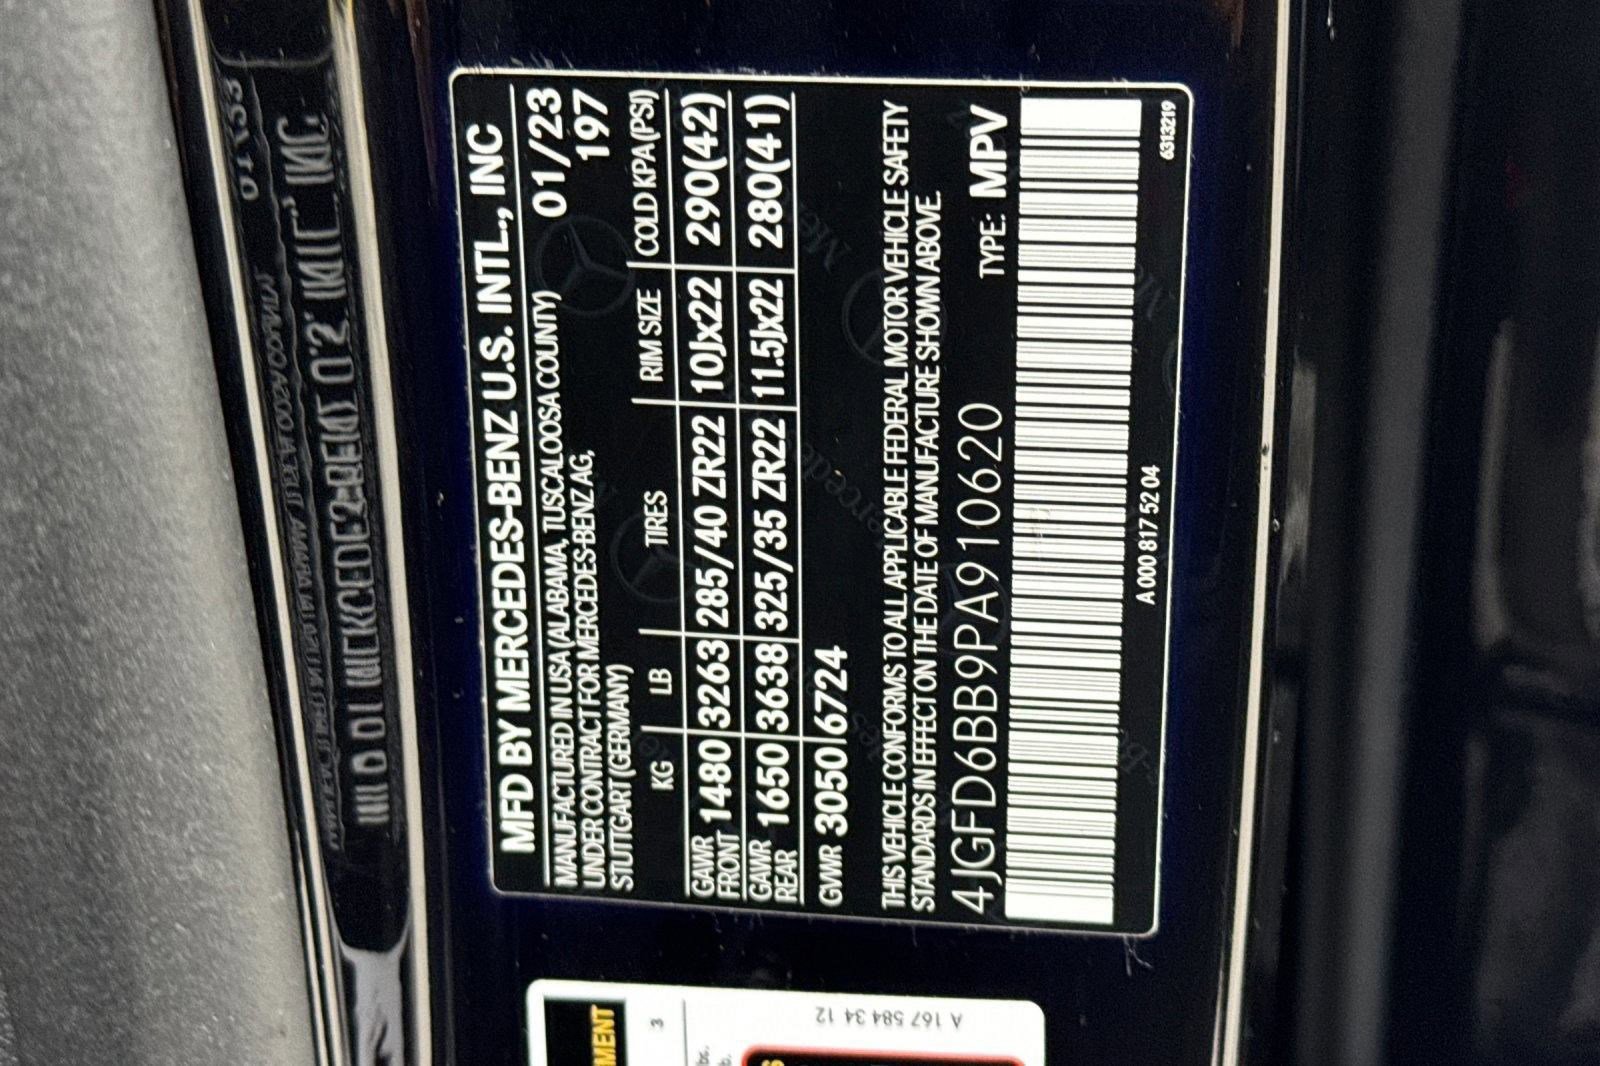 MFD BY MERCEDES-BENZ U.S. INTL., INC
MANUFACTURED IN USA (ALABAMA, TUSCALOOSA COUNTY) 01/23
UNDER CONTRACT FOR MERCEDES-BENZ AG, 197
STUTTGART (GERMANY)
KG LB TIRES RIM SIZE COLD KPA (PSI)
GAWR FRONT 1480 3263 285/40 ZR22 10Jx22 290(42)
GAWR REAR 1650 3638 325/35 ZR22 11.5Jx22 280(41)
GVWR 3050 6724
THIS VEHICLE CONFORMS TO ALL APPLICABLE FEDERAL MOTOR VEHICLE SAFETY
STANDARDS IN EFFECT ON THE DATE OF MANUFACTURE SHOWN ABOVE.
4JGFD6BB9PA910620 TYPE: MPV
A 000 817 52 04
6313219
A 167 584 34 12
3